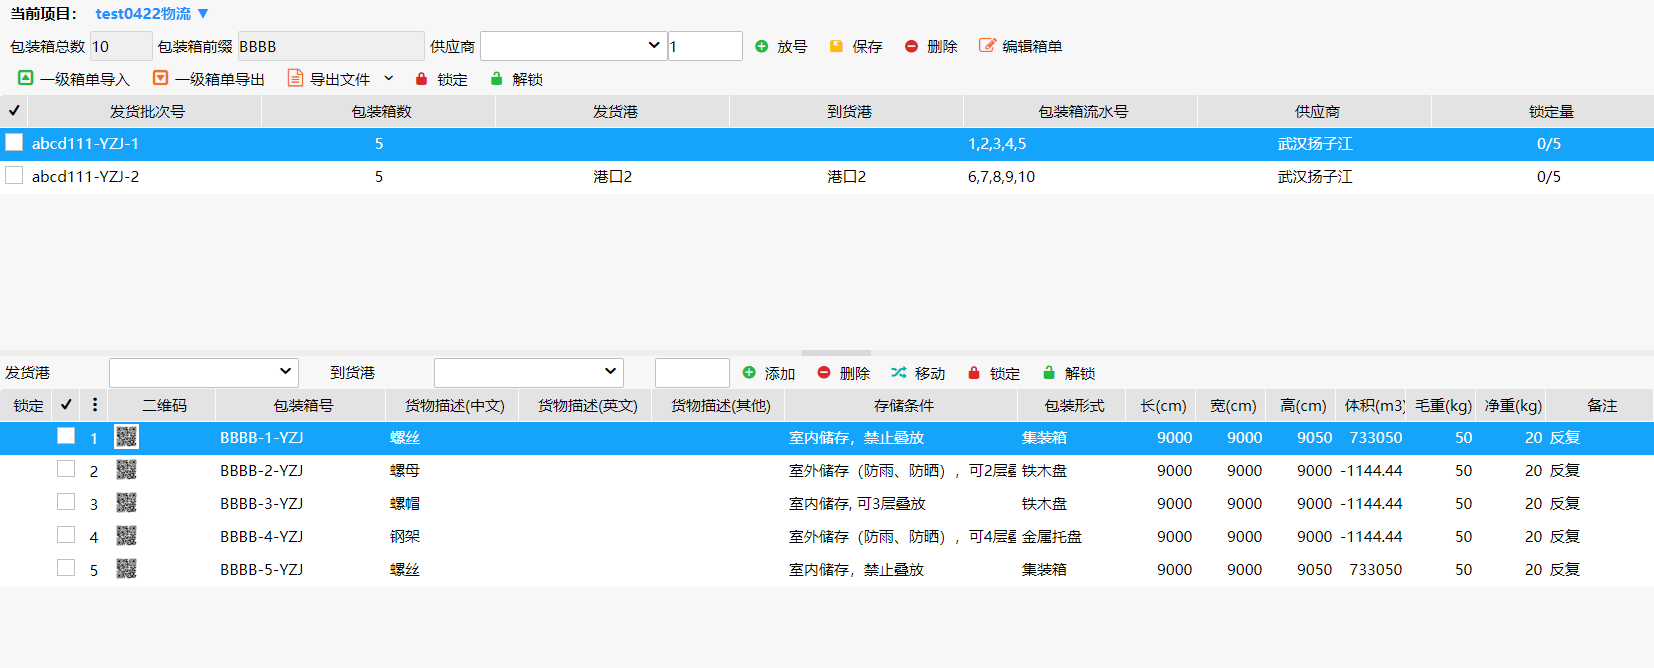 当前项目： test0422物流 ▼
包装箱总数 10 包装箱前缀 BBBB 供应商 1 放号 保存 删除 编辑箱单
一级箱单导入 一级箱单导出 导出文件 锁定 解锁
发货批次号 包装箱数 发货港 到货港 包装箱流水号 供应商 锁定量
abcd111-YZJ-1 5 1,2,3,4,5 武汉扬子江 0/5
abcd111-YZJ-2 5 港口2 港口2 6,7,8,9,10 武汉扬子江 0/5
发货港 到货港 添加 删除 移动 锁定 解锁
锁定 二维码 包装箱号 货物描述(中文) 货物描述(英文) 货物描述(其他) 存储条件 包装形式 长(cm) 宽(cm) 高(cm) 体积(m3) 毛重(kg) 净重(kg) 备注
1 BBBB-1-YZJ 螺丝 室内储存，禁止叠放 集装箱 9000 9000 9050 733050 50 20 反复
2 BBBB-2-YZJ 螺母 室外储存（防雨、防晒），可2层叠 铁木盘 9000 9000 9000 -1144.44 50 20 反复
3 BBBB-3-YZJ 螺帽 室内储存, 可3层叠放 铁木盘 9000 9000 9000 -1144.44 50 20 反复
4 BBBB-4-YZJ 钢架 室外储存（防雨、防晒），可4层叠 金属托盘 9000 9000 9000 -1144.44 50 20 反复
5 BBBB-5-YZJ 螺丝 室内储存，禁止叠放 集装箱 9000 9000 9050 733050 50 20 反复